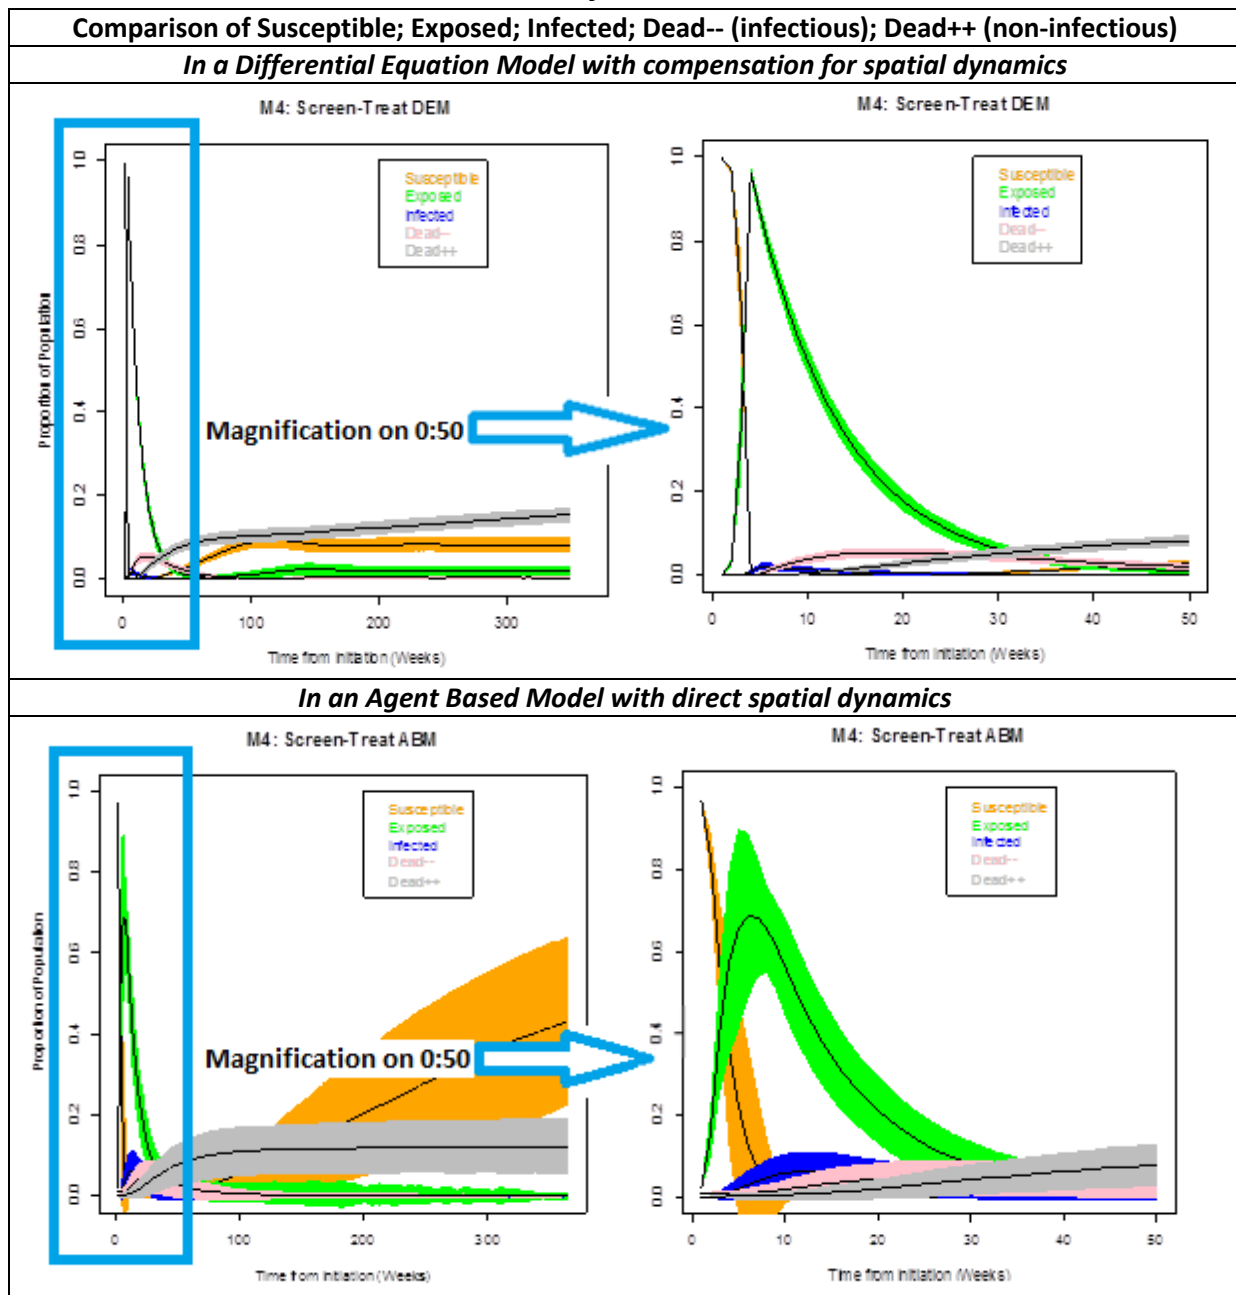 Comparison of Susceptible; Exposed; Infected; Dead-- (infectious); Dead++ (non-infectious)
In a Differential Equation Model with compensation for spatial dynamics
M4: Screen-Treat DEM
Proportion of Population
0.0 0.2 0.4 0.6 0.8 1.0
Susceptible
Exposed
Infected
Dead--
Dead++
Magnification on 0:50
0 100 200 300
Time from Initiation (Weeks)
M4: Screen-Treat DEM
0.0 0.2 0.4 0.6 0.8 1.0
Susceptible
Exposed
Infected
Dead--
Dead++
0 10 20 30 40 50
Time from Initiation (Weeks)
In an Agent Based Model with direct spatial dynamics
M4: Screen-Treat ABM
Proportion of Population
0.0 0.2 0.4 0.6 0.8 1.0
Susceptible
Exposed
Infected
Dead--
Dead++
Magnification on 0:50
0 100 200 300
Time from Initiation (Weeks)
M4: Screen-Treat ABM
0.0 0.2 0.4 0.6 0.8 1.0
Susceptible
Exposed
Infected
Dead--
Dead++
0 10 20 30 40 50
Time from Initiation (Weeks)